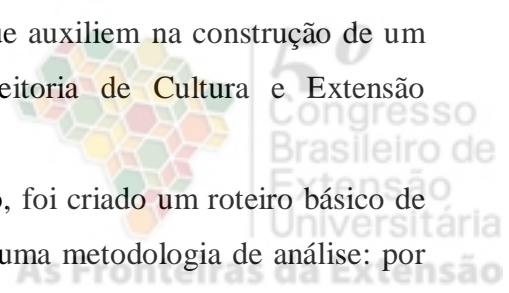 ue auxiliem na construção de um
eitoria de Cultura e Extensão
o, foi criado um roteiro básico de
uma metodologia de análise: por
5º
Congresso
Brasileiro de
Extensão
Universitária
As Fronteiras da Extensão